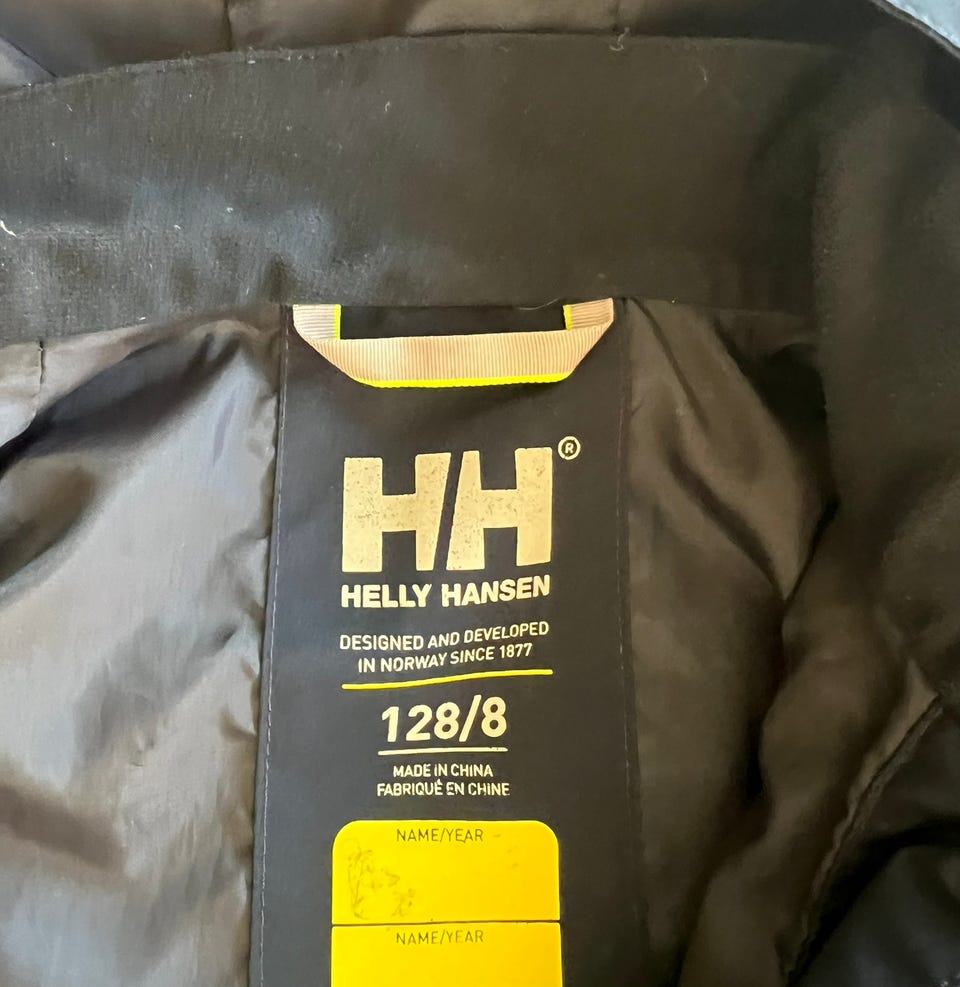 HH®
HELLY HANSEN
DESIGNED AND DEVELOPED
IN NORWAY SINCE 1877
128/8
MADE IN CHINA
FABRIQUÉ EN CHINE
NAME/YEAR
NAME/YEAR